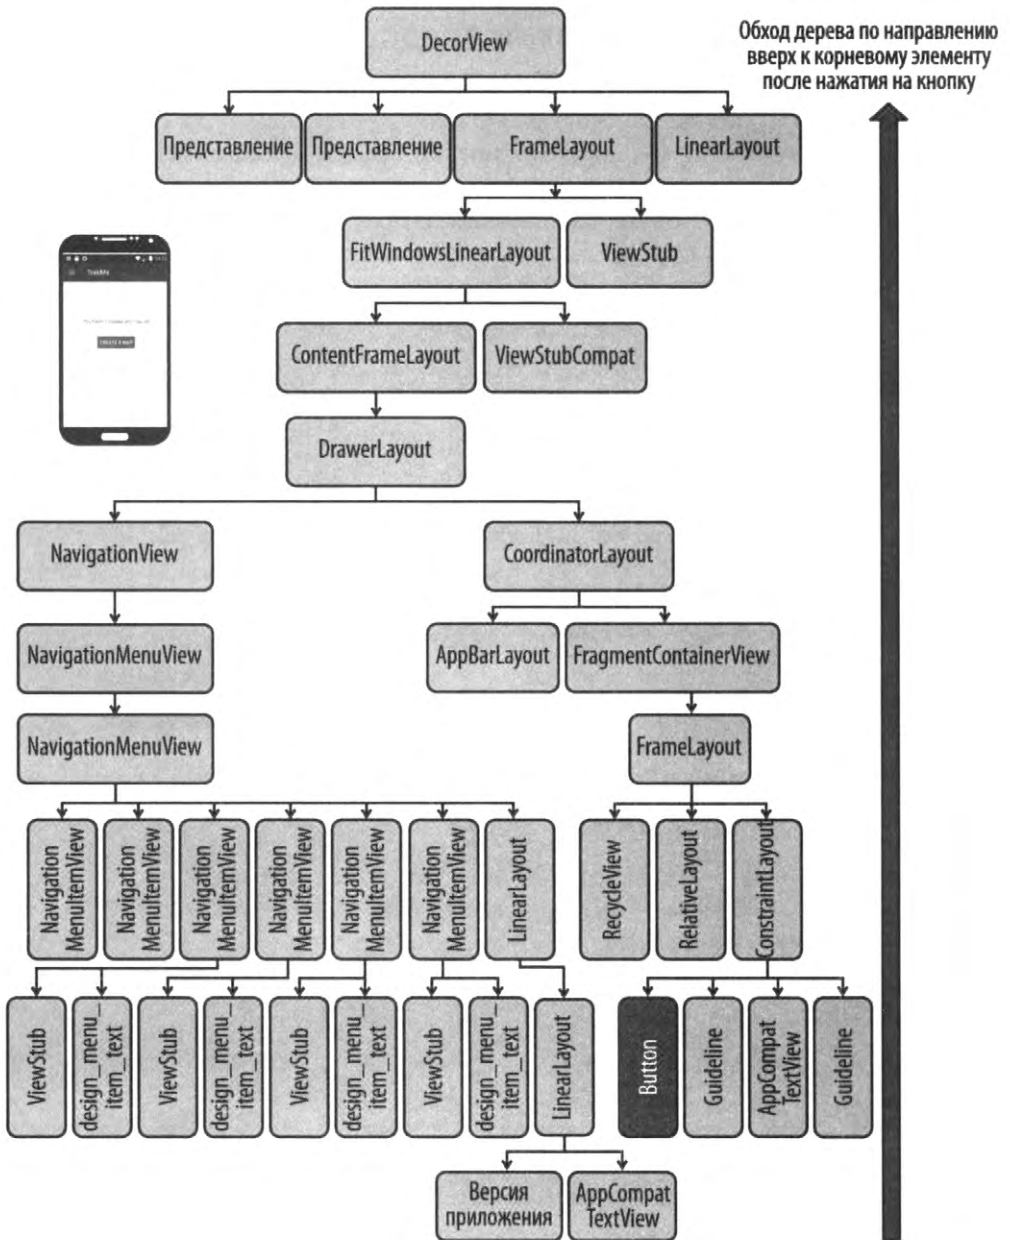 DecorView
Обход дерева по направлению
вверх к корневому элементу
после нажатия на кнопку
Представление
Представление
FrameLayout
LinearLayout
FitWindowsLinearLayout
ViewStub
ContentFrameLayout
ViewStubCompat
DrawerLayout
NavigationView
CoordinatorLayout
NavigationMenuView
AppBarLayout
FragmentContainerView
NavigationMenuView
FrameLayout
Navigation
MenuItemView
Navigation
MenuItemView
Navigation
MenuItemView
Navigation
MenuItemView
Navigation
MenuItemView
Navigation
MenuItemView
LinearLayout
RecycleView
RelativeLayout
ConstraintLayout
ViewStub
design_menu_
item_text
ViewStub
design_menu_
item_text
ViewStub
design_menu_
item_text
ViewStub
design_menu_
item_text
LinearLayout
Button
Guideline
AppCompat
TextView
Guideline
Версия
приложения
AppCompat
TextView